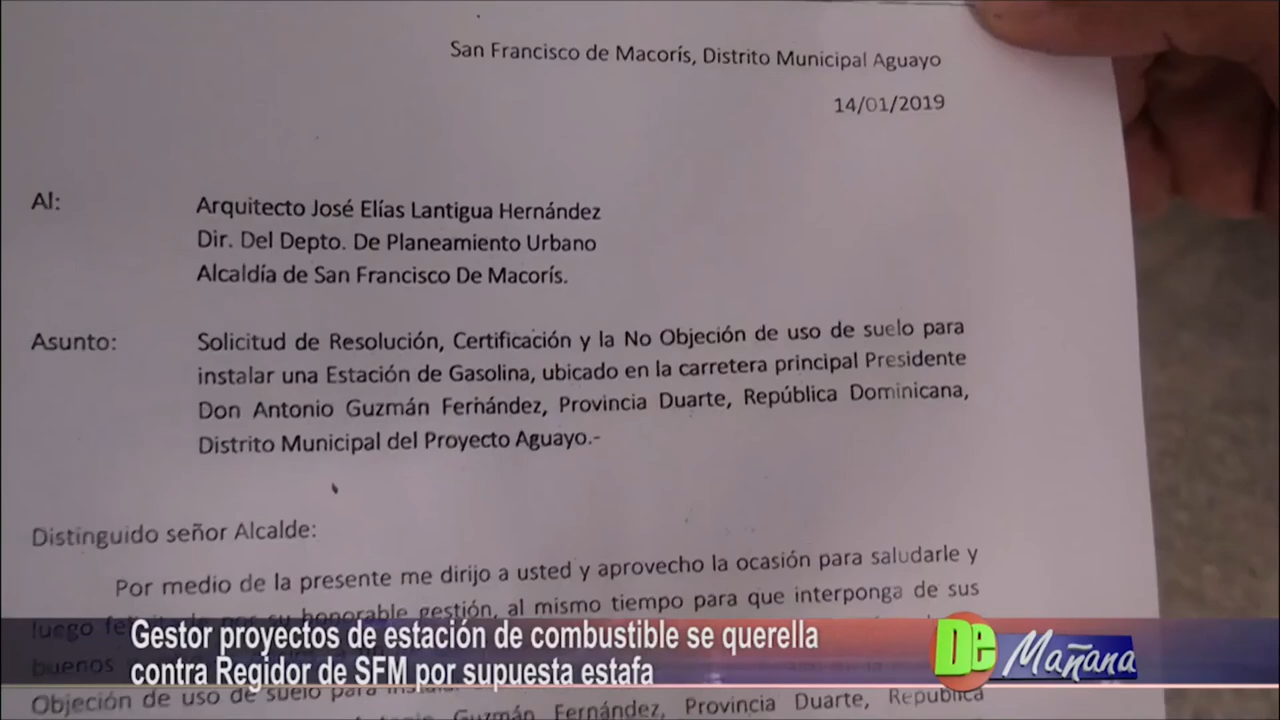 San Francisco de Macorís, Distrito Municipal Aguayo
14/01/2019
Al:
Arquitecto José Elías Lantigua Hernández
Dir. Del Depto. De Planeamiento Urbano
Alcaldía de San Francisco De Macorís.
Asunto:
Solicitud de Resolución, Certificación y la No Objeción de uso de suelo para
instalar una Estación de Gasolina, ubicado en la carretera principal Presidente
Don Antonio Guzmán Fernández, Provincia Duarte, República Dominicana,
Distrito Municipal del Proyecto Aguayo.-
Distinguido señor Alcalde:
Por medio de la presente me dirijo a usted y aprovecho la ocasión para saludarle y
luego su honorable gestión, al mismo tiempo para que interponga de sus
buenos
Objeción de uso de suelo para
Guzmán Fernández, Provincia Duarte, República
Gestor proyectos de estación de combustible se querella
contra Regidor de SFM por supuesta estafa
De Mañana